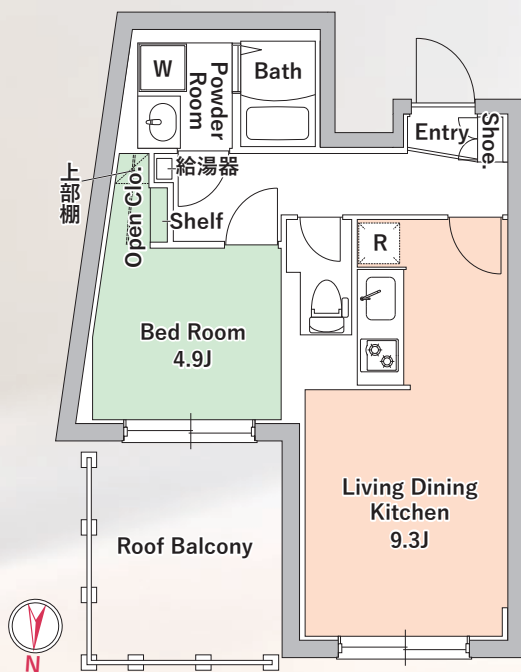 W
Powder
Room
Bath
Entry
Shoe.
上部棚
Open Clo.
給湯器
Shelf
R
Bed Room
4.9J
Living Dining
Kitchen
9.3J
Roof Balcony
N